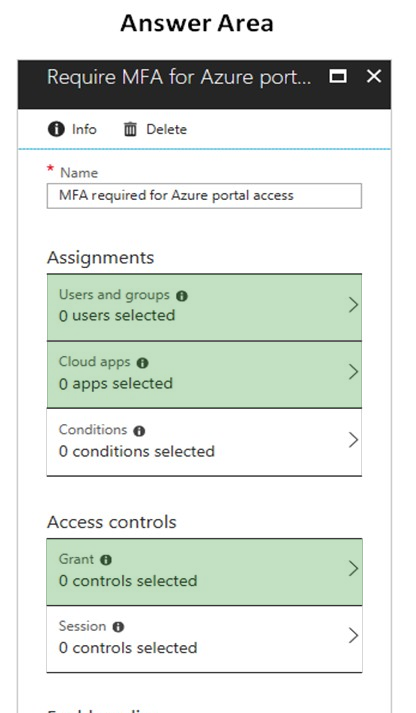 Answer Area
Require MFA for Azure port...
Info Delete
* Name
MFA required for Azure portal access
Assignments
Users and groups
0 users selected
Cloud apps
0 apps selected
Conditions
0 conditions selected
Access controls
Grant
0 controls selected
Session
0 controls selected